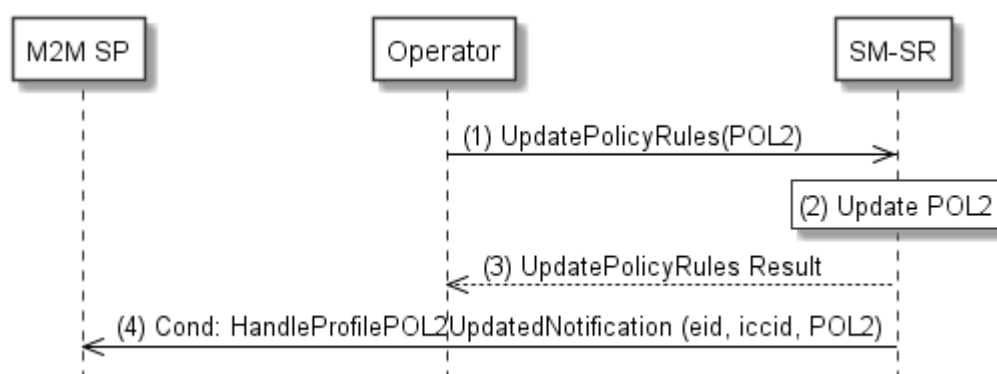 M2M SP
Operator
SM-SR
(1) UpdatePolicyRules(POL2)
(2) Update POL2
(3) UpdatePolicyRules Result
(4) Cond: HandleProfilePOL2UpdatedNotification (eid, iccid, POL2)